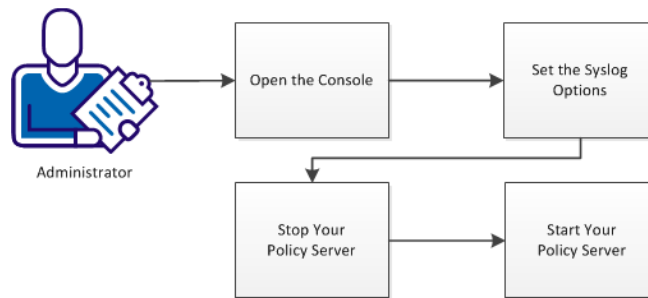 Administrator
Open the Console
Set the Syslog
Options
Stop Your
Policy Server
Start Your
Policy Server